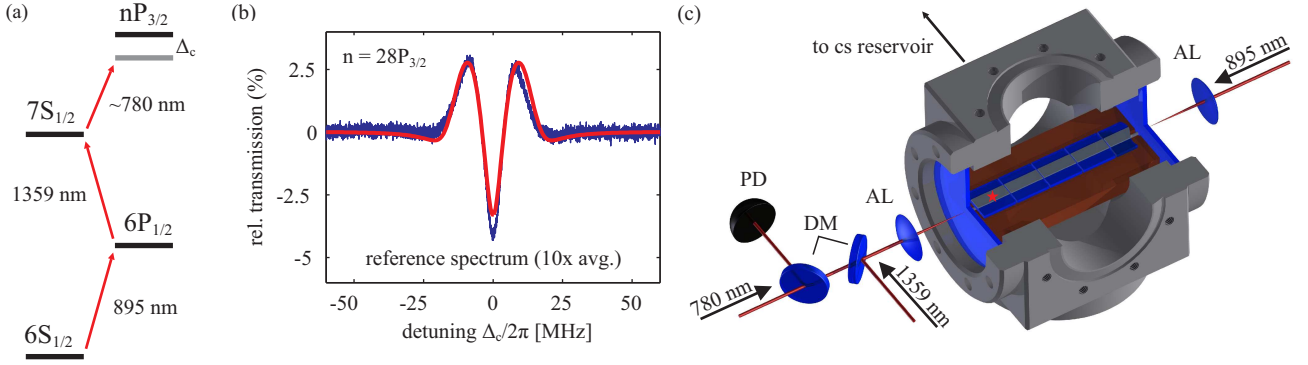 (a)
nP3/2
Δc
~780 nm
7S1/2
1359 nm
6P1/2
895 nm
6S1/2
(b)
n = 28P3/2
rel. transmission (%)
2.5
0
-2.5
-5
reference spectrum (10x avg.)
-50
-25
0
25
50
detuning Δc/2π [MHz]
(c)
to cs reservoir
AL
895 nm
PD
DM
AL
780 nm
1359 nm